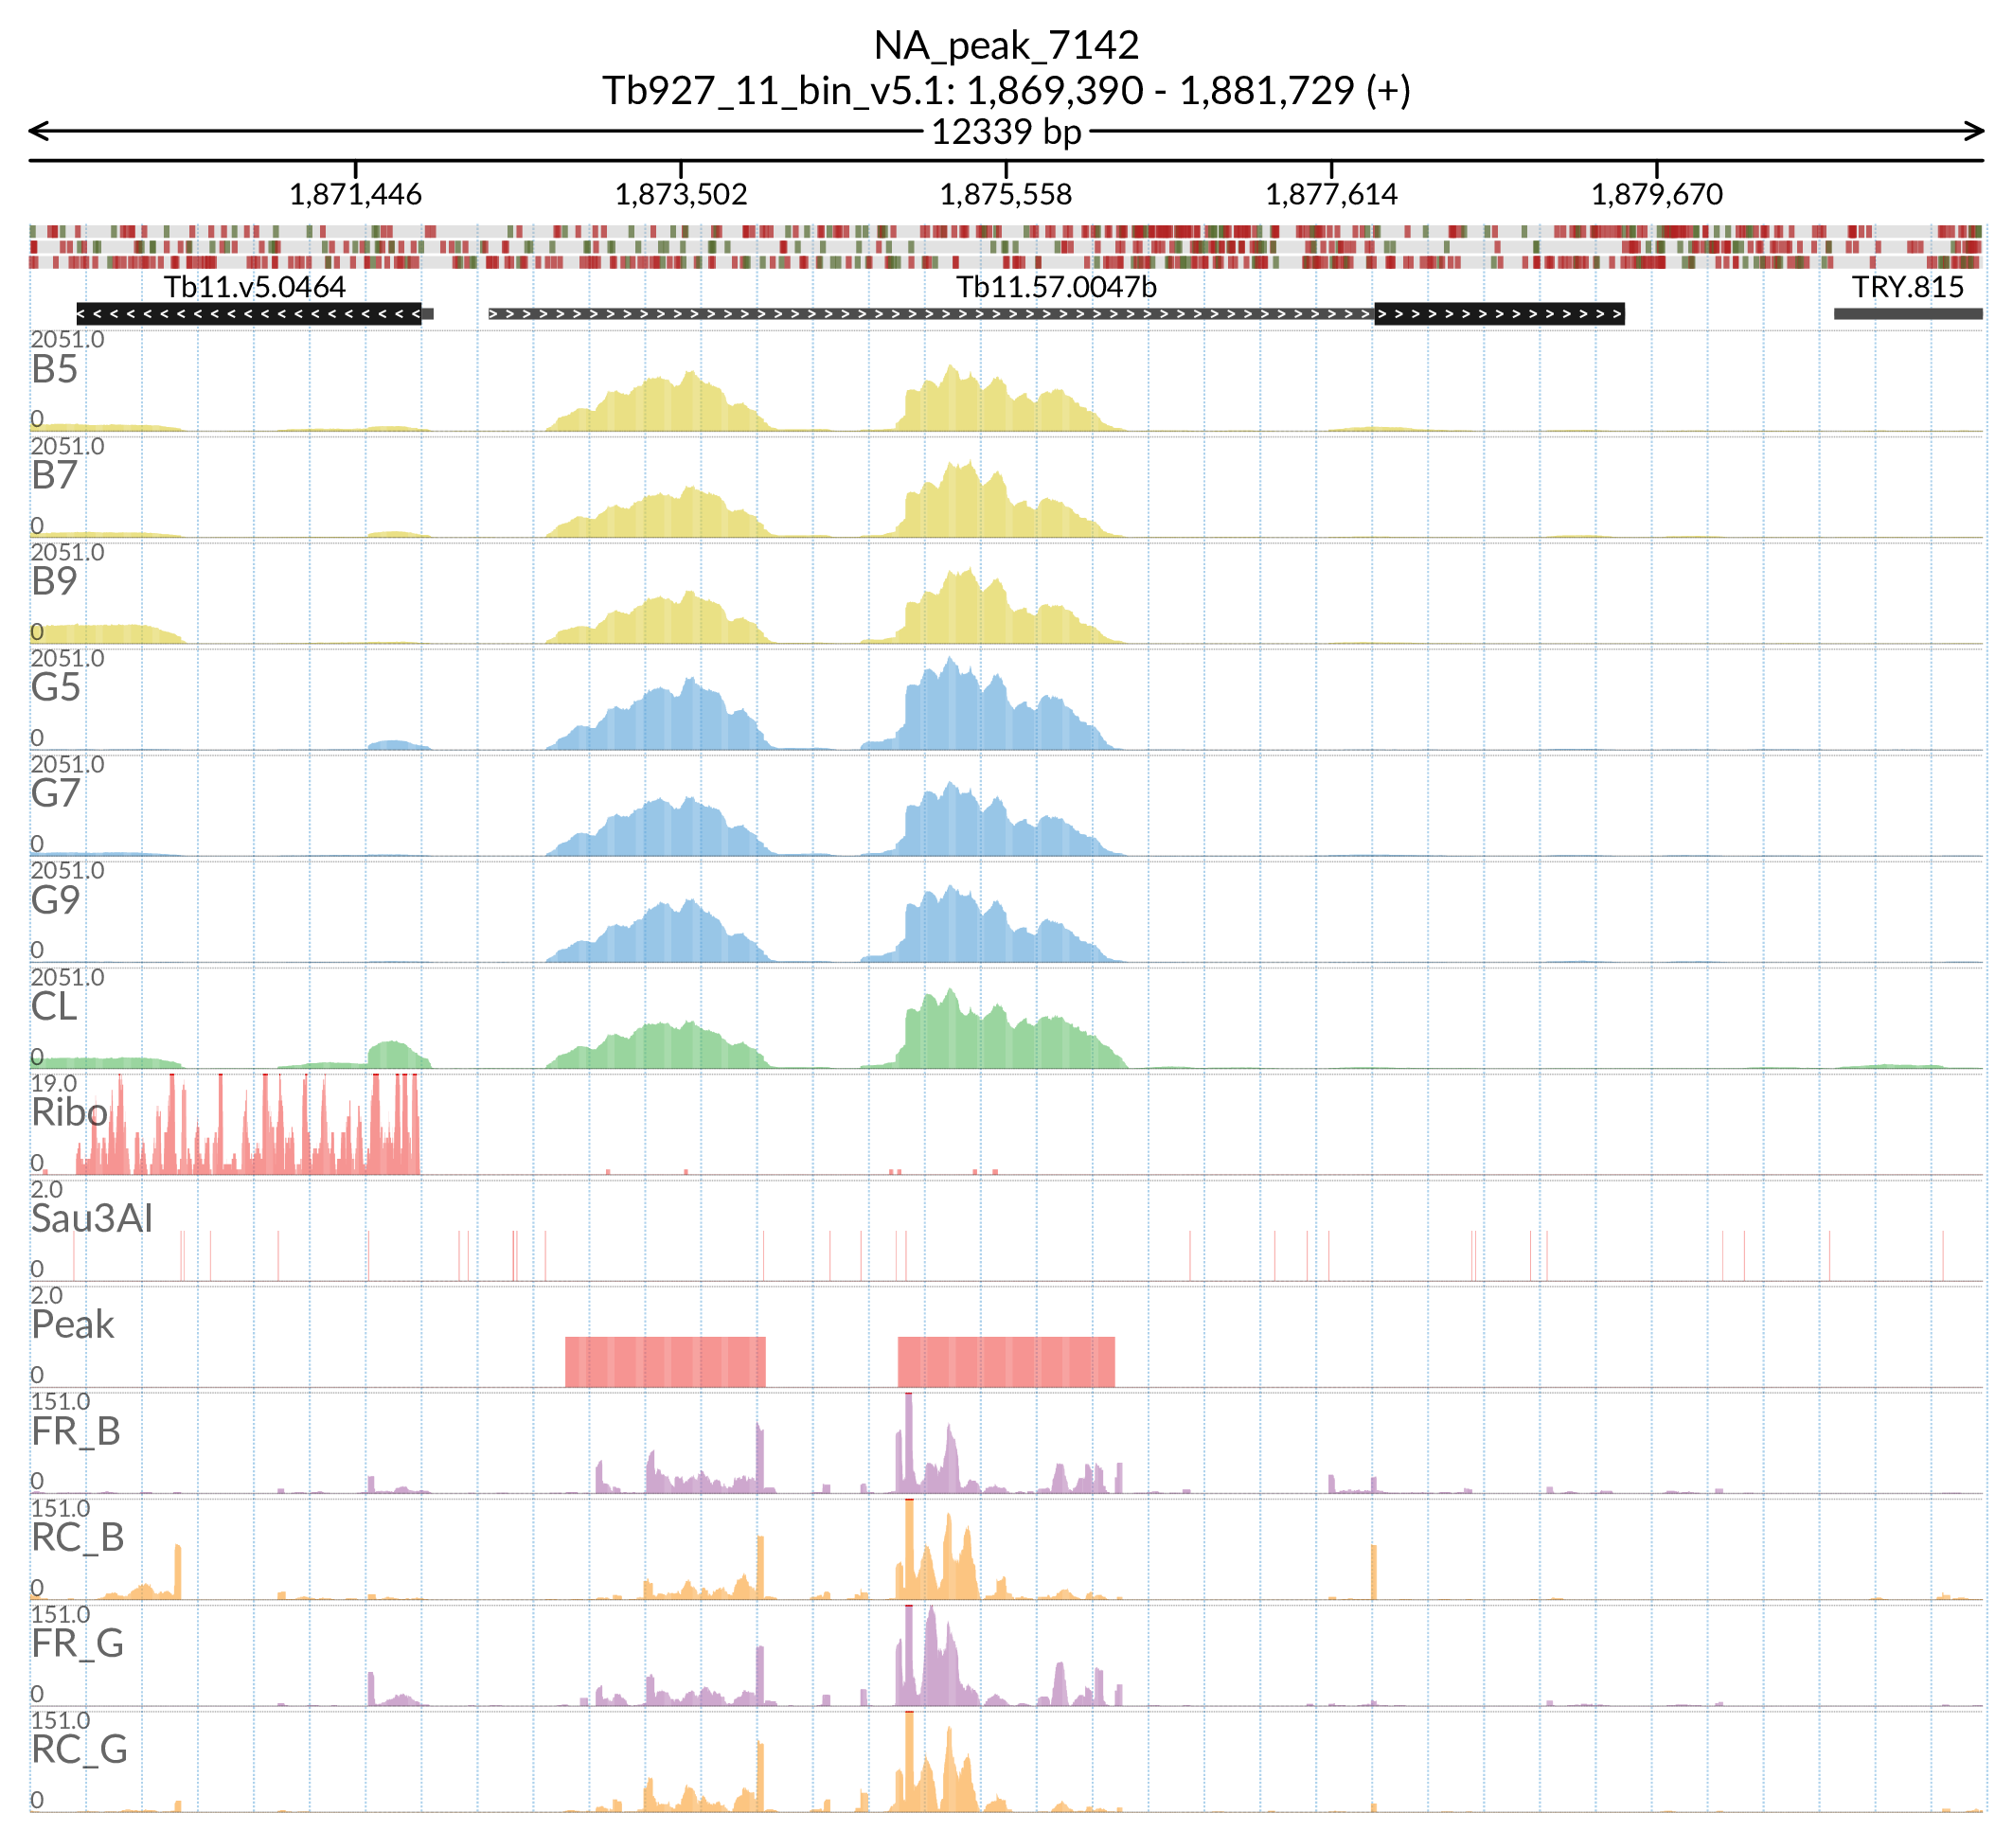 NA_peak_7142
Tb927_11_bin_v5.1: 1,869,390 - 1,881,729 (+)
12339 bp
1,871,446 1,873,502 1,875,558 1,877,614 1,879,670
Tb11.v5.0464 Tb11.57.0047b TRY.815
2051.0
B5
0
2051.0
B7
0
2051.0
B9
0
2051.0
G5
0
2051.0
G7
0
2051.0
G9
0
2051.0
CL
0
19.0
Ribo
0
2.0
Sau3AI
0
2.0
Peak
0
151.0
FR_B
0
151.0
RC_B
0
151.0
FR_G
0
151.0
RC_G
0